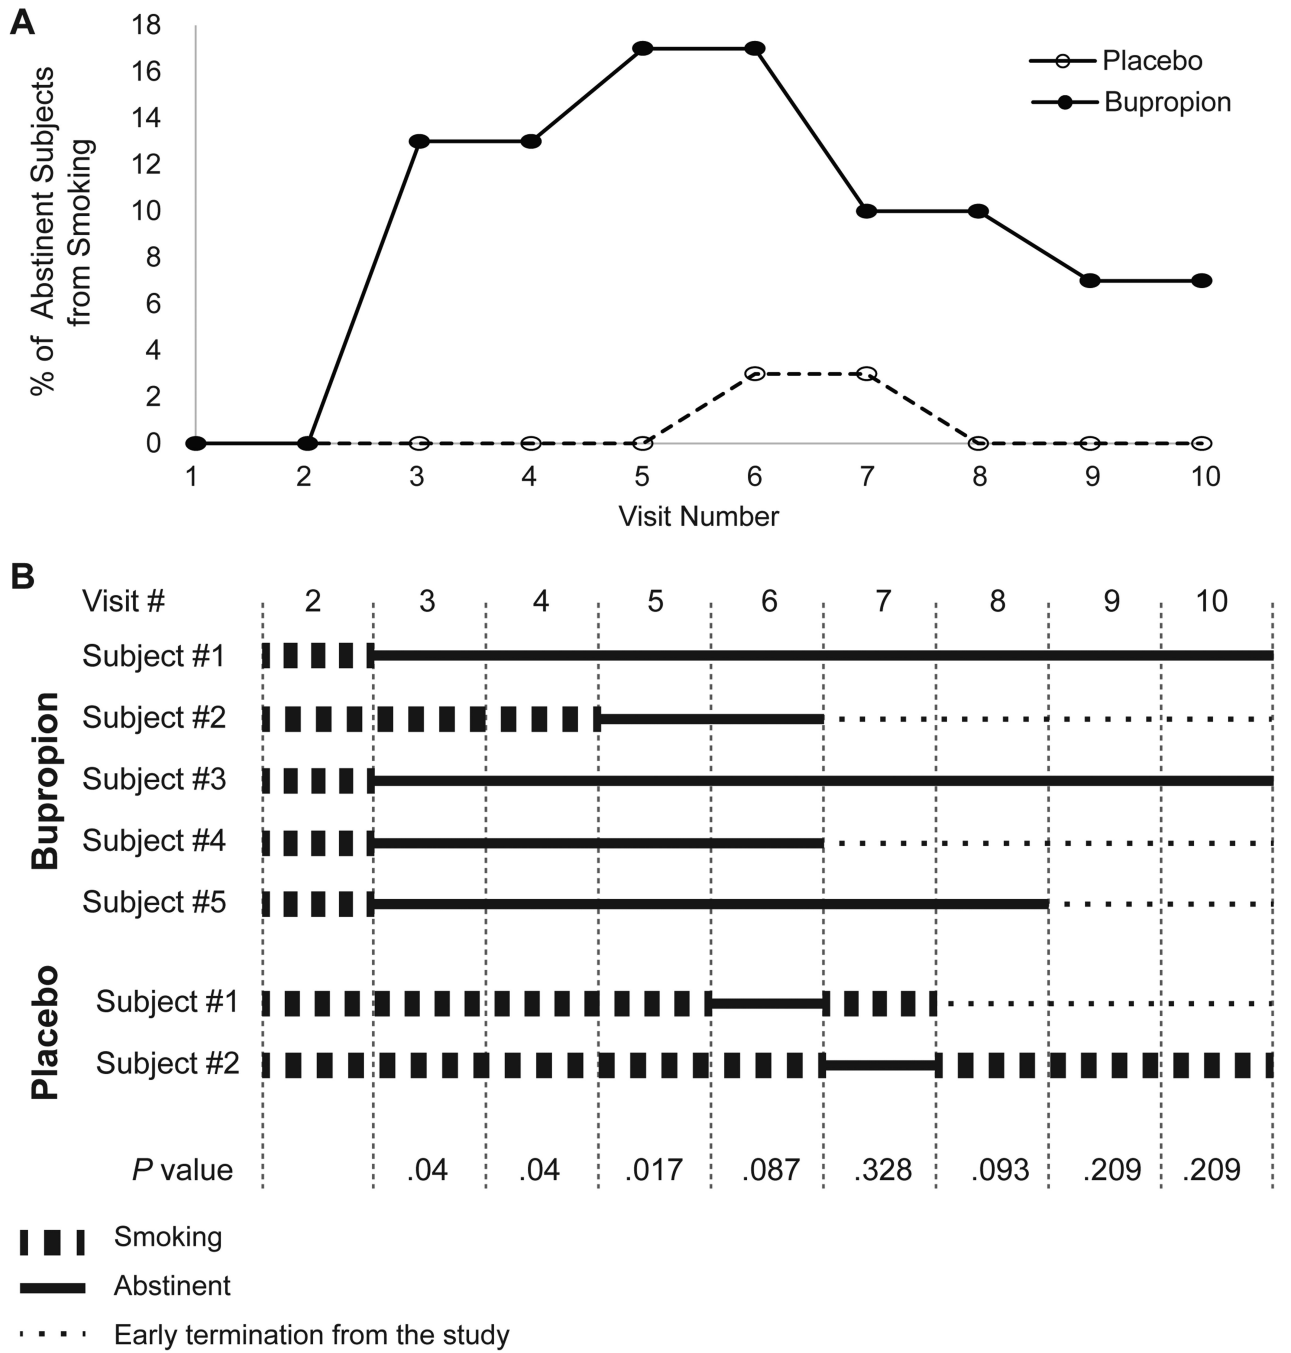 A
18
16
14
12
10
8
6
4
2
0
% of Abstinent Subjects
from Smoking
Placebo
Bupropion
1 2 3 4 5 6 7 8 9 10
Visit Number
B
Visit # 2 3 4 5 6 7 8 9 10
Bupropion
Subject #1
Subject #2
Subject #3
Subject #4
Subject #5
Placebo
Subject #1
Subject #2
P value .04 .04 .017 .087 .328 .093 .209 .209
Smoking
Abstinent
Early termination from the study